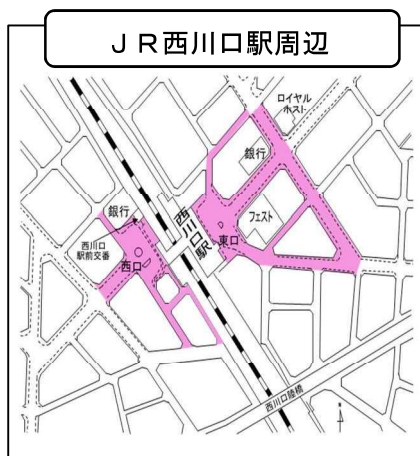 ＪＲ西川口駅周辺
ロイヤル
ホスト
銀行
フェスト
西川口駅
東口
銀行
西川口
駅前交番
西口
西川口陸橋